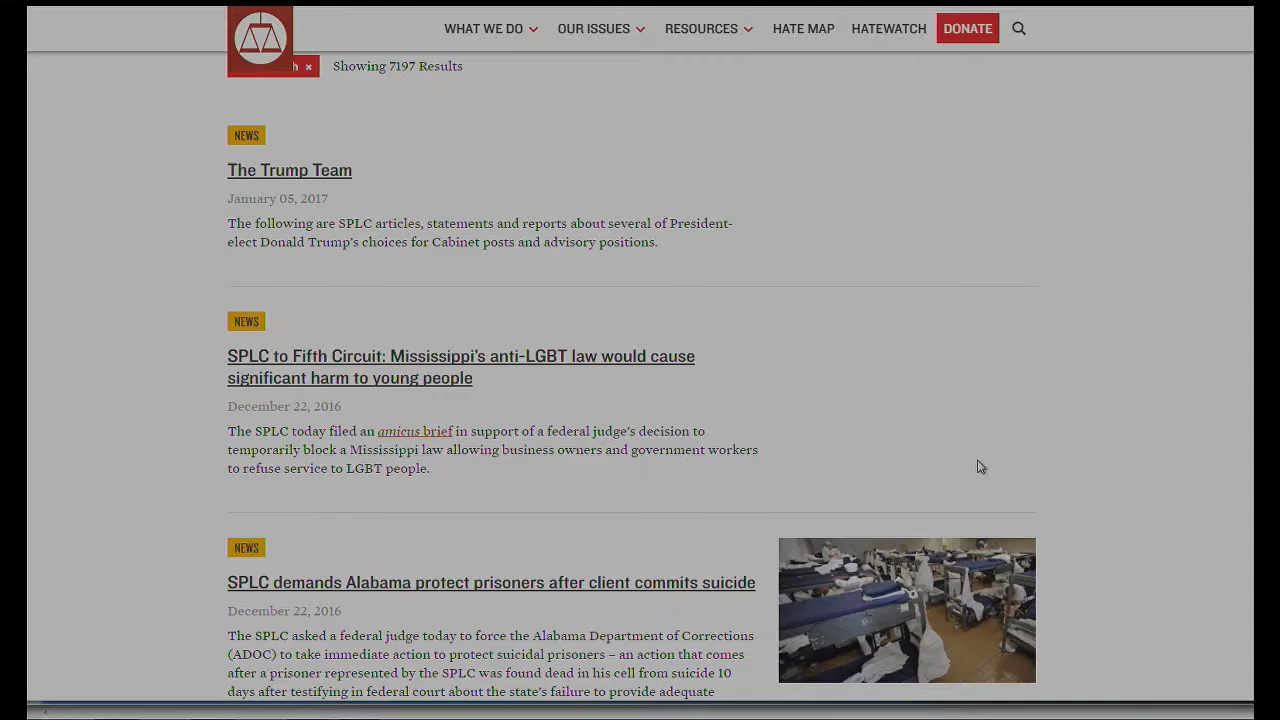 WHAT WE DO
OUR ISSUES
RESOURCES
HATE MAP
HATEWATCH
DONATE
h × Showing 7197 Results
NEWS
The Trump Team
January 05, 2017
The following are SPLC articles, statements and reports about several of President-
elect Donald Trump's choices for Cabinet posts and advisory positions.
NEWS
SPLC to Fifth Circuit: Mississippi's anti-LGBT law would cause
significant harm to young people
December 22, 2016
The SPLC today filed an amicus brief in support of a federal judge's decision to
temporarily block a Mississippi law allowing business owners and government workers
to refuse service to LGBT people.
NEWS
SPLC demands Alabama protect prisoners after client commits suicide
December 22, 2016
The SPLC asked a federal judge today to force the Alabama Department of Corrections
(ADOC) to take immediate action to protect suicidal prisoners – an action that comes
after a prisoner represented by the SPLC was found dead in his cell from suicide 10
days after testifying in federal court about the state's failure to provide adequate